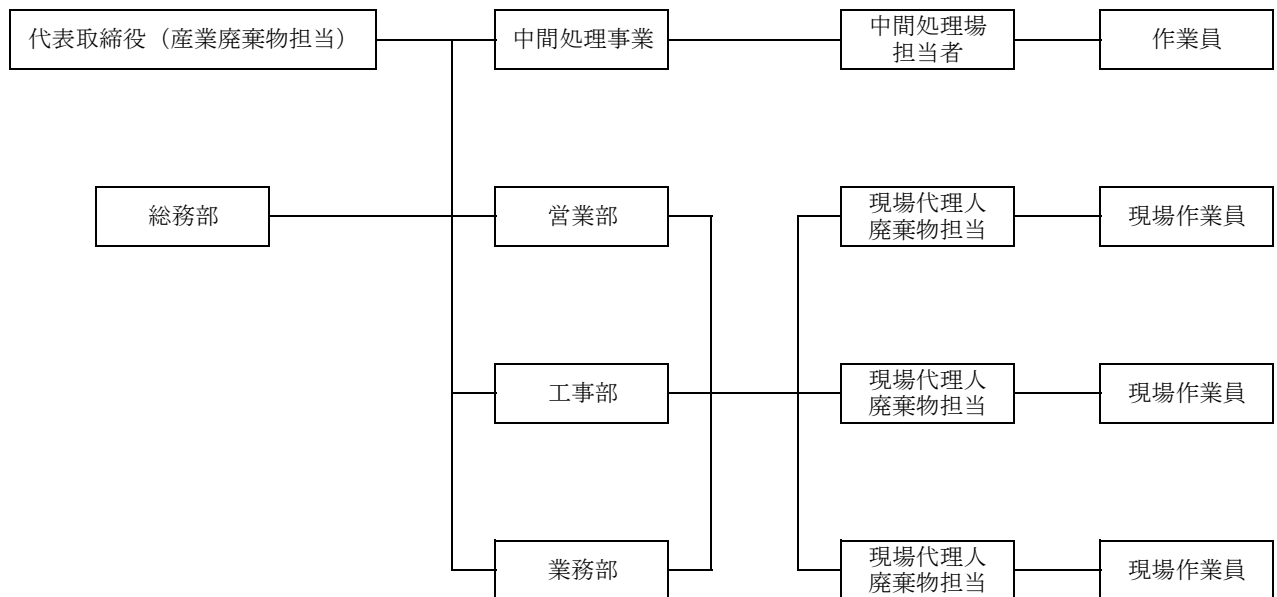 代表取締役（産業廃棄物担当）
中間処理事業
中間処理場
担当者
作業員
総務部
営業部
現場代理人
廃棄物担当
現場作業員
工事部
現場代理人
廃棄物担当
現場作業員
業務部
現場代理人
廃棄物担当
現場作業員